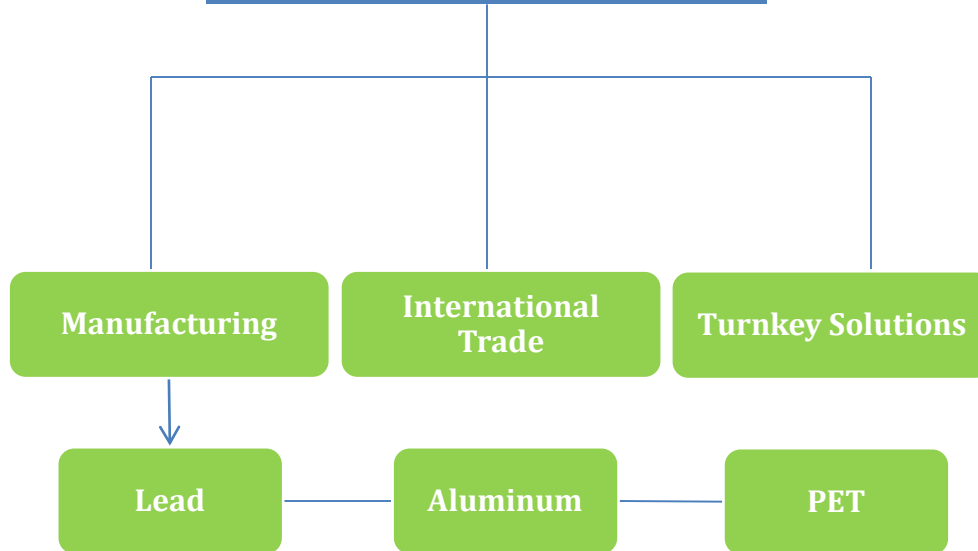 Manufacturing
International
Trade
Turnkey Solutions
Lead
Aluminum
PET